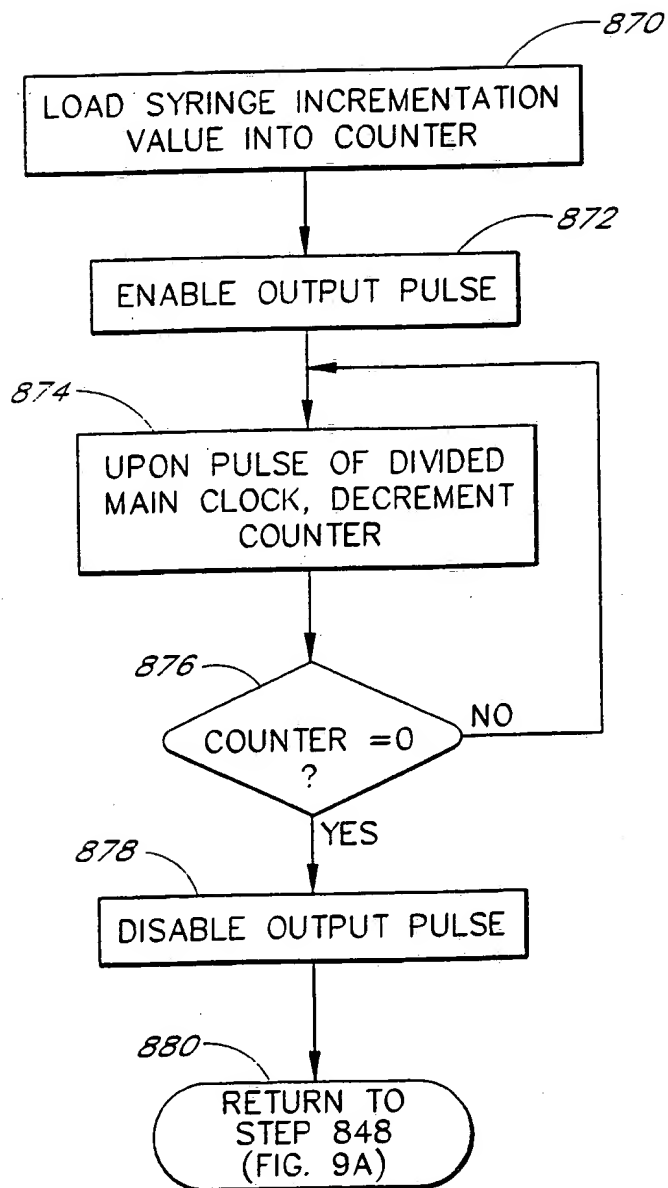 870
LOAD SYRINGE INCREMENTATION
VALUE INTO COUNTER
872
ENABLE OUTPUT PULSE
874
UPON PULSE OF DIVIDED
MAIN CLOCK, DECREMENT
COUNTER
876
COUNTER =0
?
NO
YES
878
DISABLE OUTPUT PULSE
880
RETURN TO
STEP 848
(FIG. 9A)